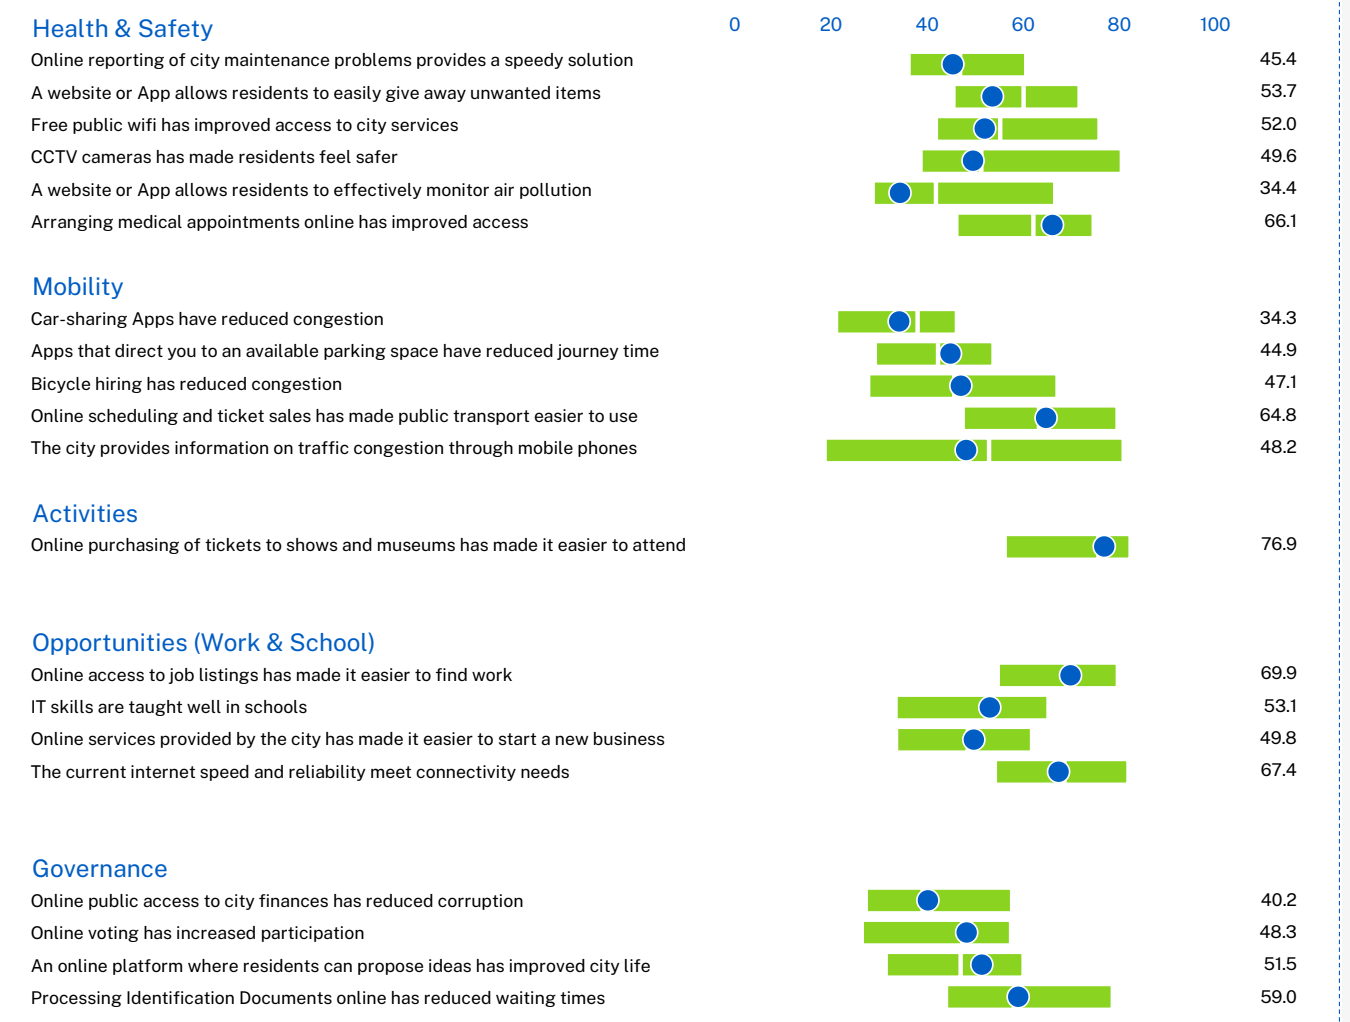 Health & Safety 0 20 40 60 80 100
Online reporting of city maintenance problems provides a speedy solution 45.4
A website or App allows residents to easily give away unwanted items 53.7
Free public wifi has improved access to city services 52.0
CCTV cameras has made residents feel safer 49.6
A website or App allows residents to effectively monitor air pollution 34.4
Arranging medical appointments online has improved access 66.1
Mobility
Car-sharing Apps have reduced congestion 34.3
Apps that direct you to an available parking space have reduced journey time 44.9
Bicycle hiring has reduced congestion 47.1
Online scheduling and ticket sales has made public transport easier to use 64.8
The city provides information on traffic congestion through mobile phones 48.2
Activities
Online purchasing of tickets to shows and museums has made it easier to attend 76.9
Opportunities (Work & School)
Online access to job listings has made it easier to find work 69.9
IT skills are taught well in schools 53.1
Online services provided by the city has made it easier to start a new business 49.8
The current internet speed and reliability meet connectivity needs 67.4
Governance
Online public access to city finances has reduced corruption 40.2
Online voting has increased participation 48.3
An online platform where residents can propose ideas has improved city life 51.5
Processing Identification Documents online has reduced waiting times 59.0